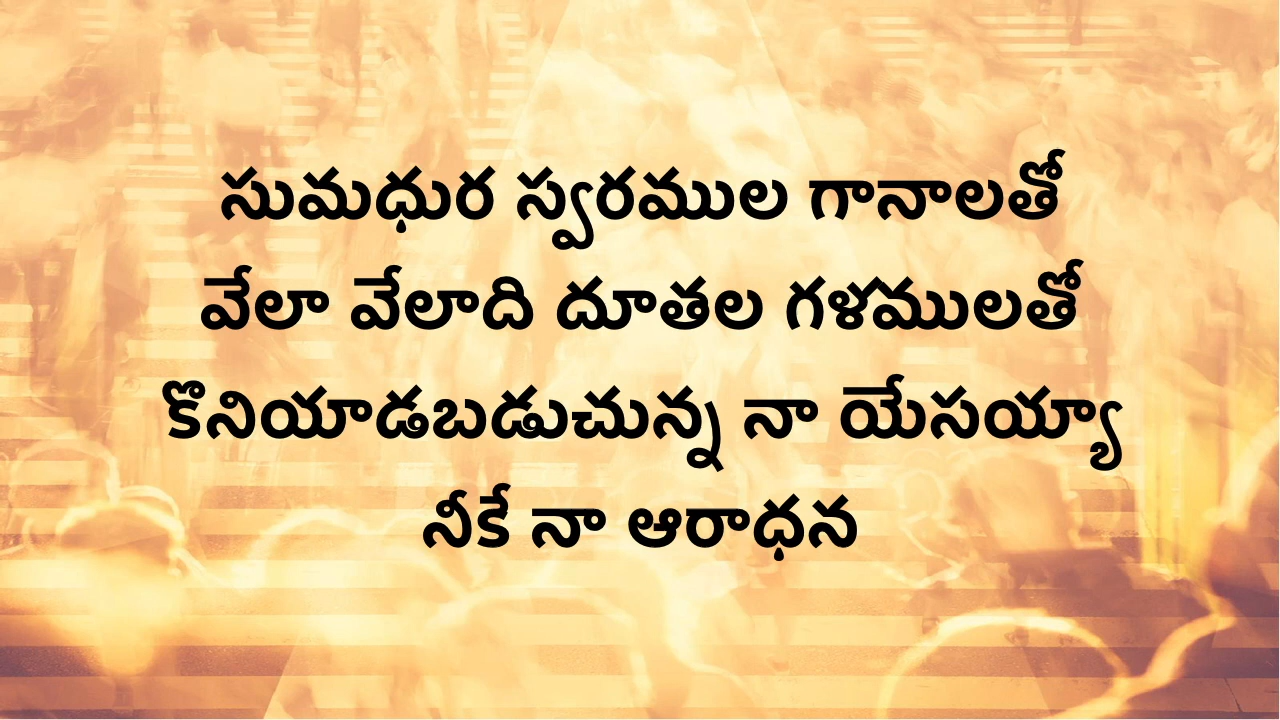 సుమధుర స్వరముల గానాలతో
వేలా వేలాది దూతల గళములతో
కొనియాడబడుచున్న నా యేసయ్యా
నీకే నా ఆరాధన